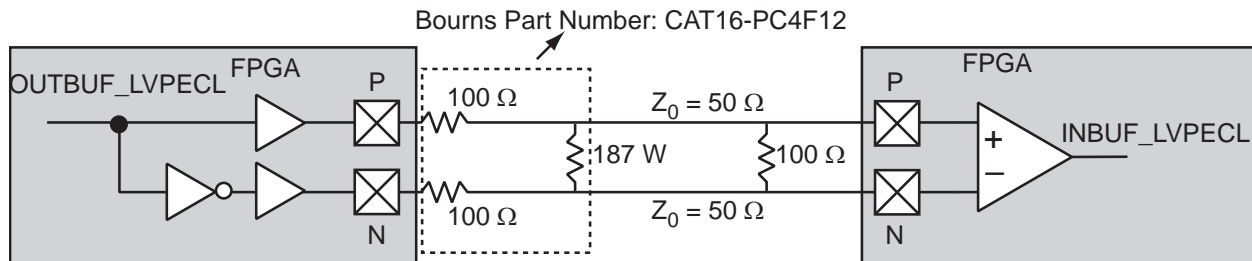 Bourns Part Number: CAT16-PC4F12
OUTBUF_LVPECL
FPGA
P
100 Ω
Z0 = 50 Ω
187 W
100 Ω
100 Ω
N
Z0 = 50 Ω
FPGA
P
+
–
INBUF_LVPECL
N